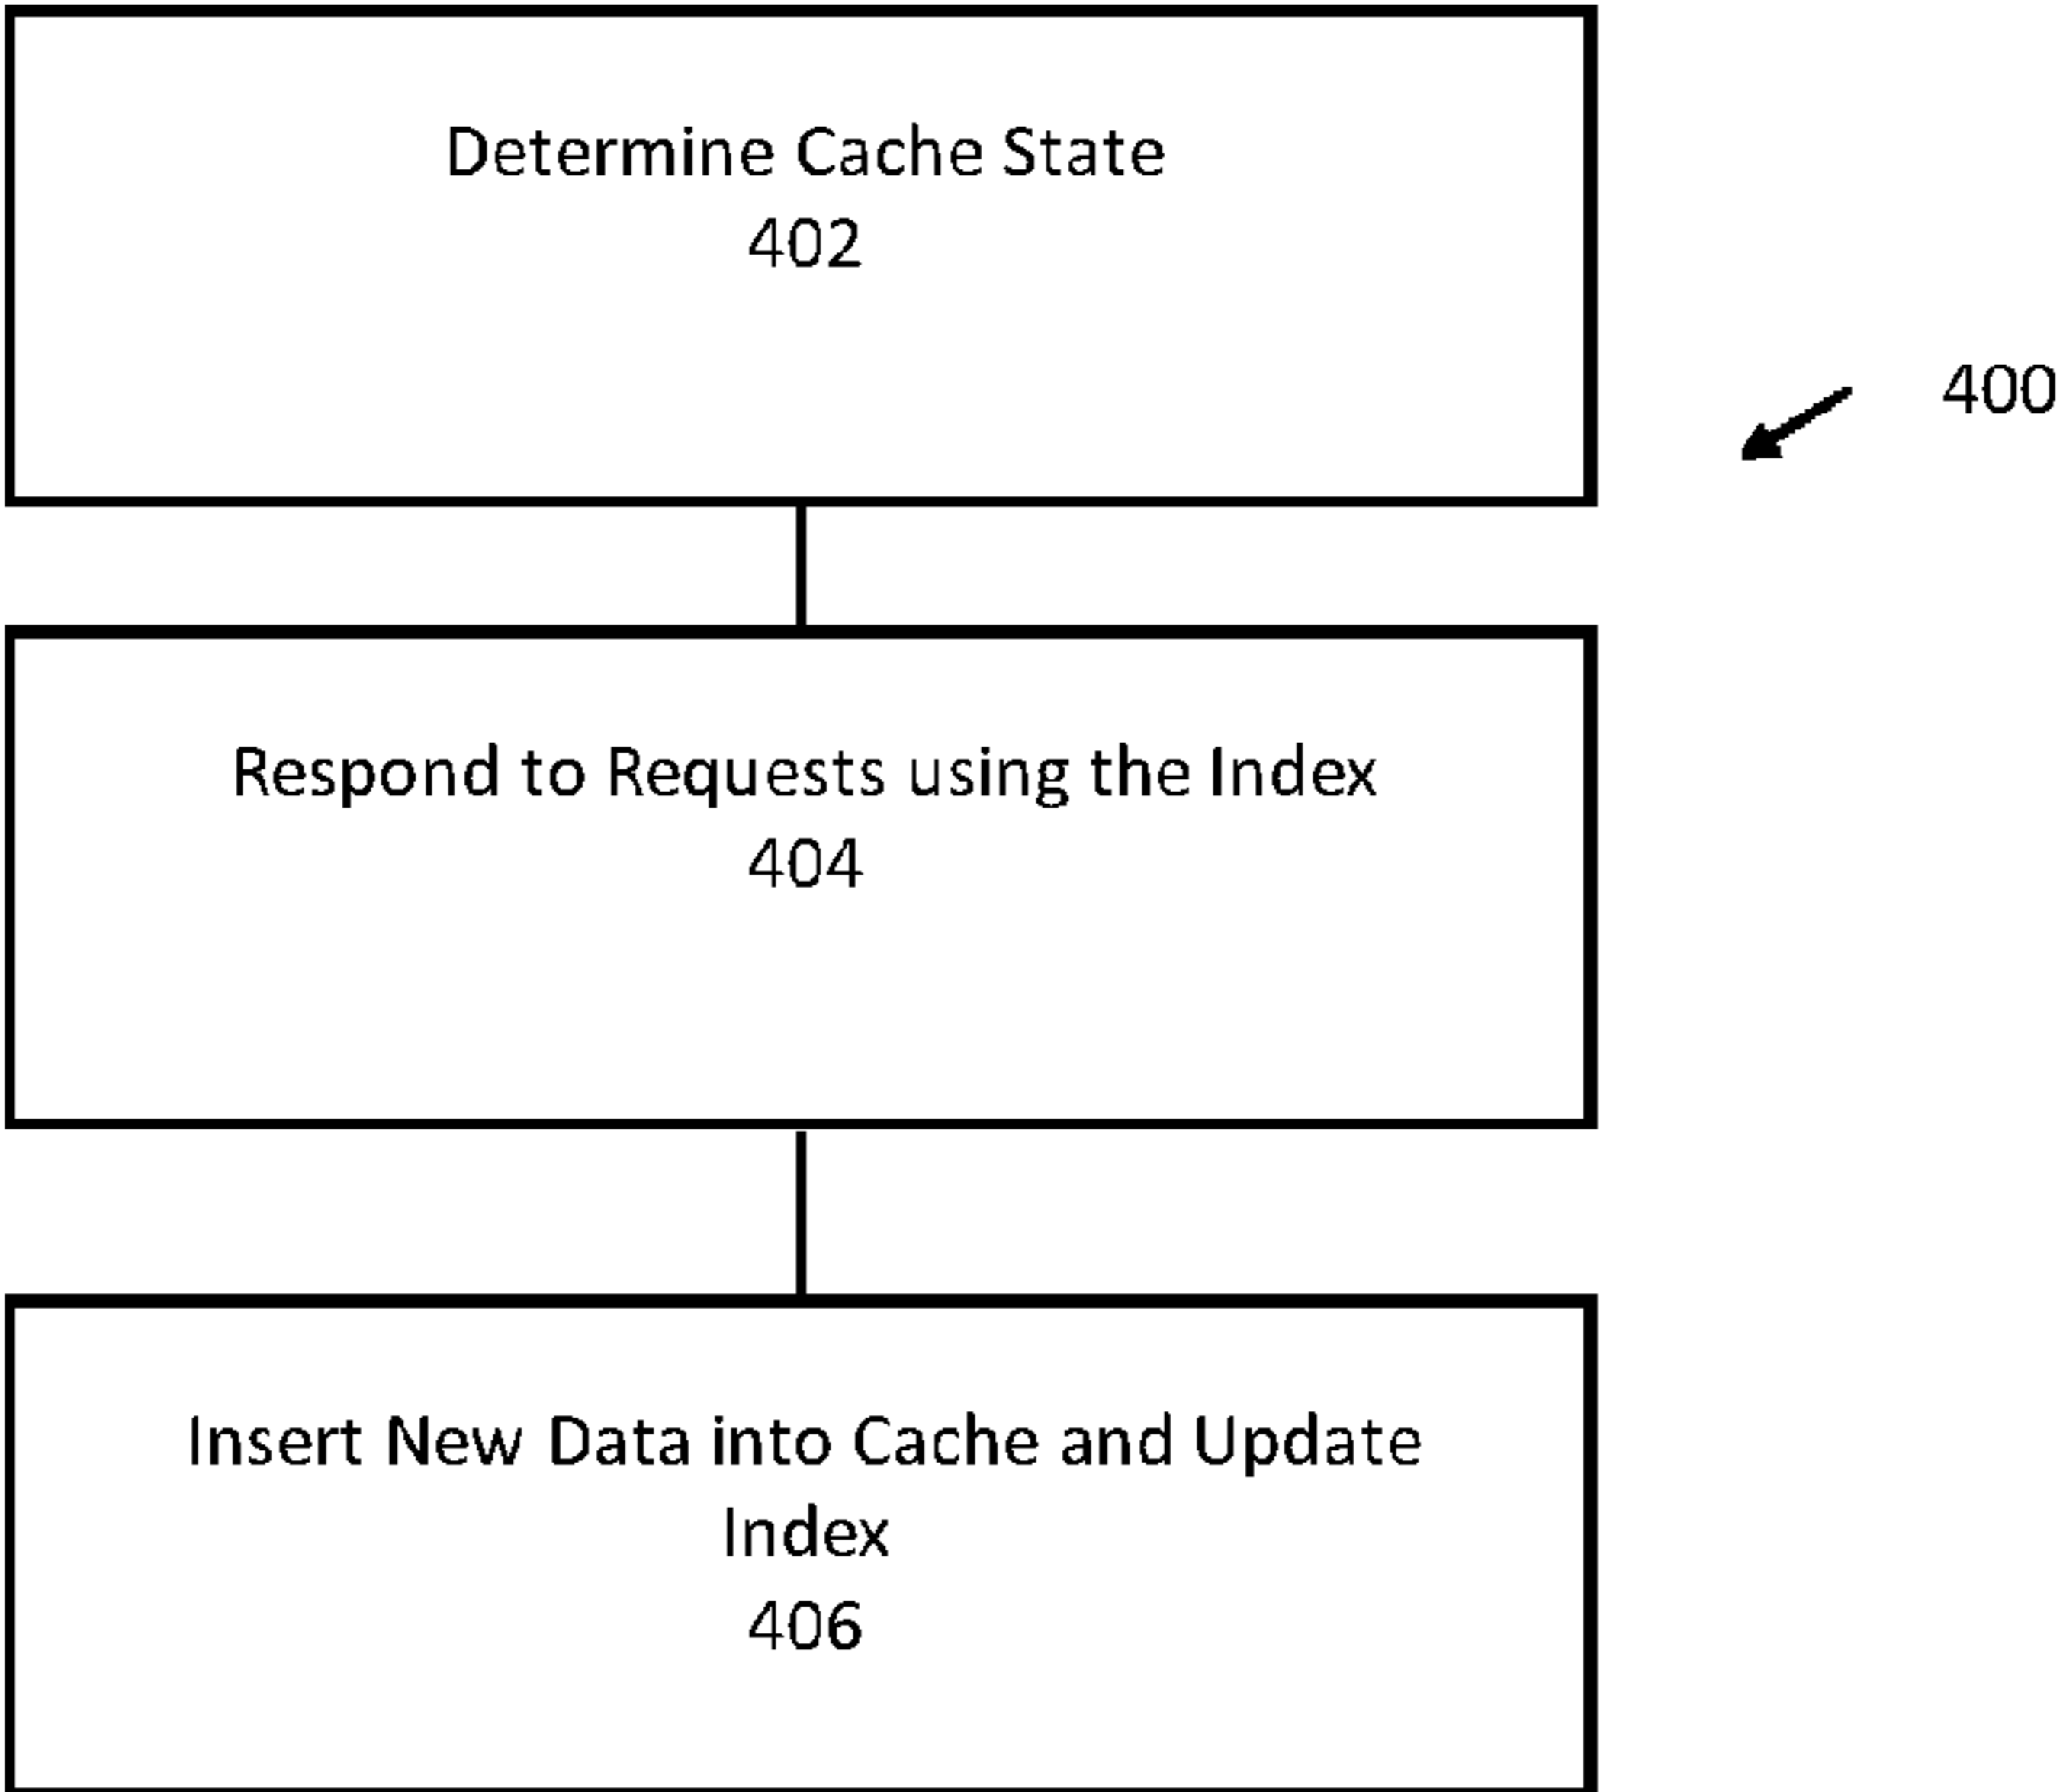 Determine Cache State
402
400
Respond to Requests using the Index
404
Insert New Data into Cache and Update
Index
406